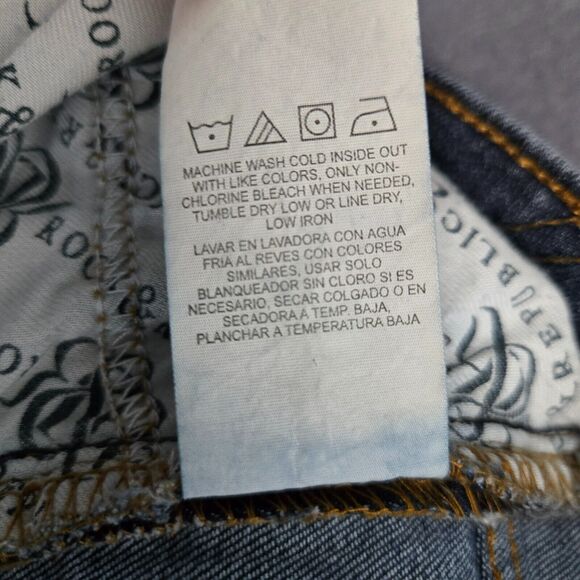 MACHINE WASH COLD INSIDE OUT
WITH LIKE COLORS, ONLY NON-
CHLORINE BLEACH WHEN NEEDED,
TUMBLE DRY LOW OR LINE DRY,
LOW IRON
LAVAR EN LAVADORA CON AGUA
FRIA AL REVES CON COLORES
SIMILARES, USAR SOLO
BLANQUEADOR SIN CLORO SI ES
NECESARIO, SECAR COLGADO O EN
SECADORA A TEMP. BAJA,
PLANCHAR A TEMPERATURA BAJA
REPUBLIC